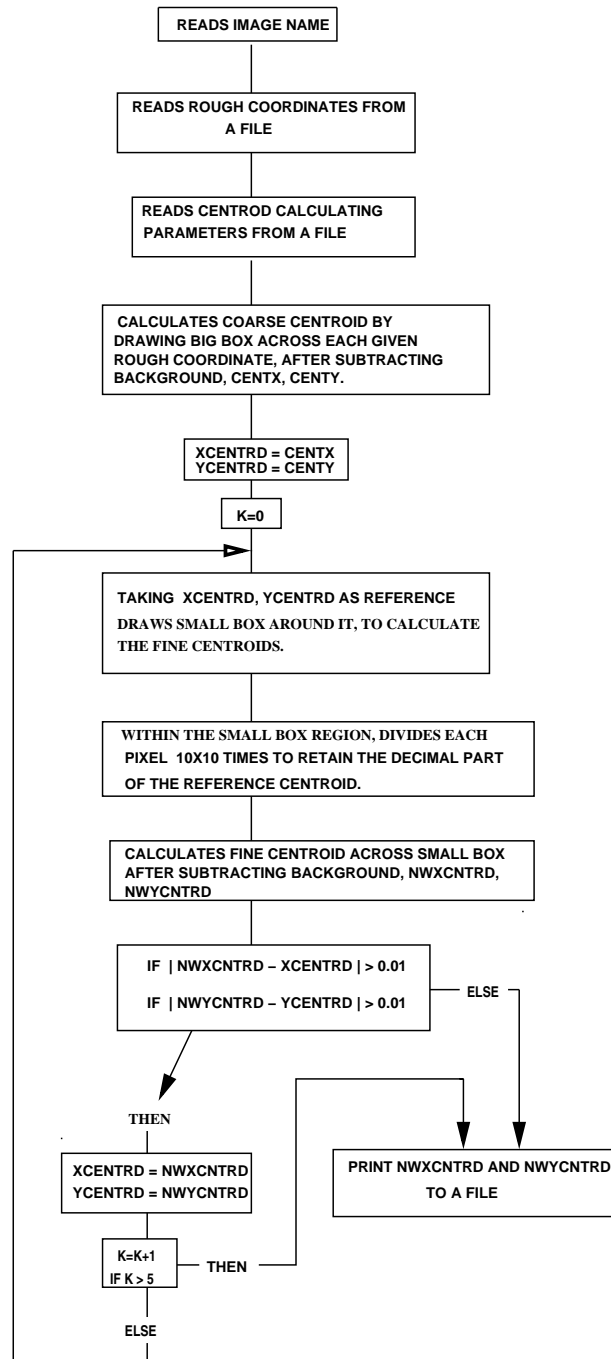 READS IMAGE NAME
READS ROUGH COORDINATES FROM
A FILE
READS CENTROD CALCULATING
PARAMETERS FROM A FILE
CALCULATES COARSE CENTROID BY
DRAWING BIG BOX ACROSS EACH GIVEN
ROUGH COORDINATE, AFTER SUBTRACTING
BACKGROUND, CENTX, CENTY.
XCENTRD = CENTX
YCENTRD = CENTY
K=0
TAKING XCENTRD, YCENTRD AS REFERENCE
DRAWS SMALL BOX AROUND IT, TO CALCULATE
THE FINE CENTROIDS.
WITHIN THE SMALL BOX REGION, DIVIDES EACH
PIXEL 10X10 TIMES TO RETAIN THE DECIMAL PART
OF THE REFERENCE CENTROID.
CALCULATES FINE CENTROID ACROSS SMALL BOX
AFTER SUBTRACTING BACKGROUND, NWXCNTRD,
NWYCNTRD
IF | NWXCNTRD – XCENTRD | > 0.01
IF | NWYCNTRD – YCENTRD | > 0.01
ELSE
THEN
XCENTRD = NWXCNTRD
YCENTRD = NWYCNTRD
PRINT NWXCNTRD AND NWYCNTRD
TO A FILE
K=K+1
IF K > 5
THEN
ELSE